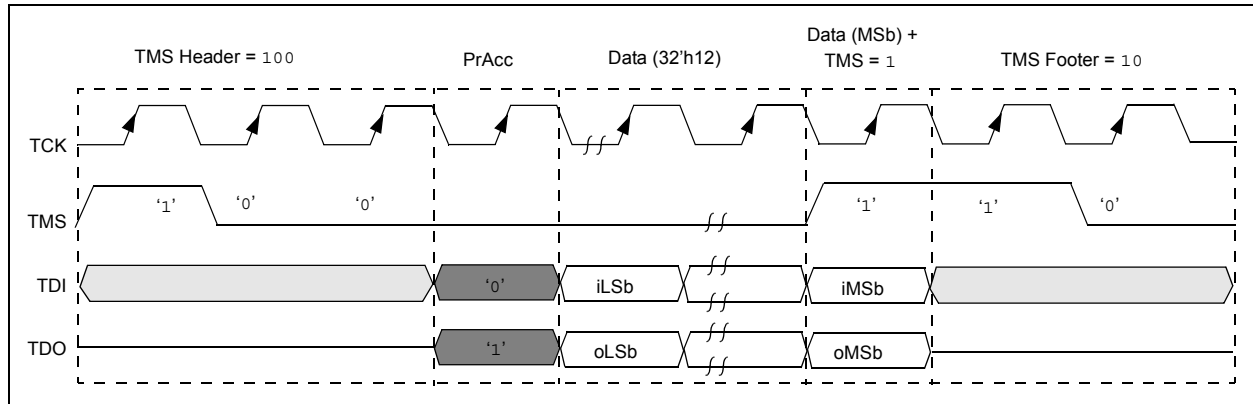 TMS Header = 100
PrAcc
Data (32'h12)
Data (MSb) +
TMS = 1
TMS Footer = 10
TCK
TMS
‘1’
‘0’
‘0’
‘1’
‘1’
‘0’
TDI
‘0’
iLSb
iMSb
TDO
‘1’
oLSb
oMSb